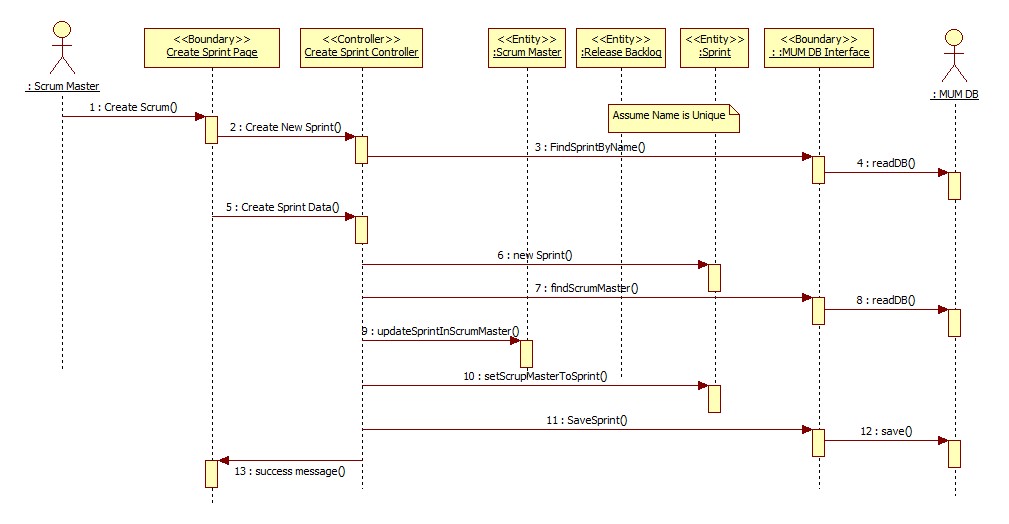 <<Boundary>>
Create Sprint Page
<<Controller>>
Create Sprint Controller
<<Entity>>
:Scrum Master
<<Entity>>
:Release Backlog
<<Entity>>
:Sprint
<<Boundary>>
: :MUM DB Interface
: Scrum Master
: MUM DB
1 : Create Scrum()
Assume Name is Unique
2 : Create New Sprint()
3 : FindSprintByName()
4 : readDB()
5 : Create Sprint Data()
6 : new Sprint()
7 : findScrumMaster()
8 : readDB()
9 : updateSprintInScrumMaster()
10 : setScrupMasterToSprint()
11 : SaveSprint()
12 : save()
13 : success message()